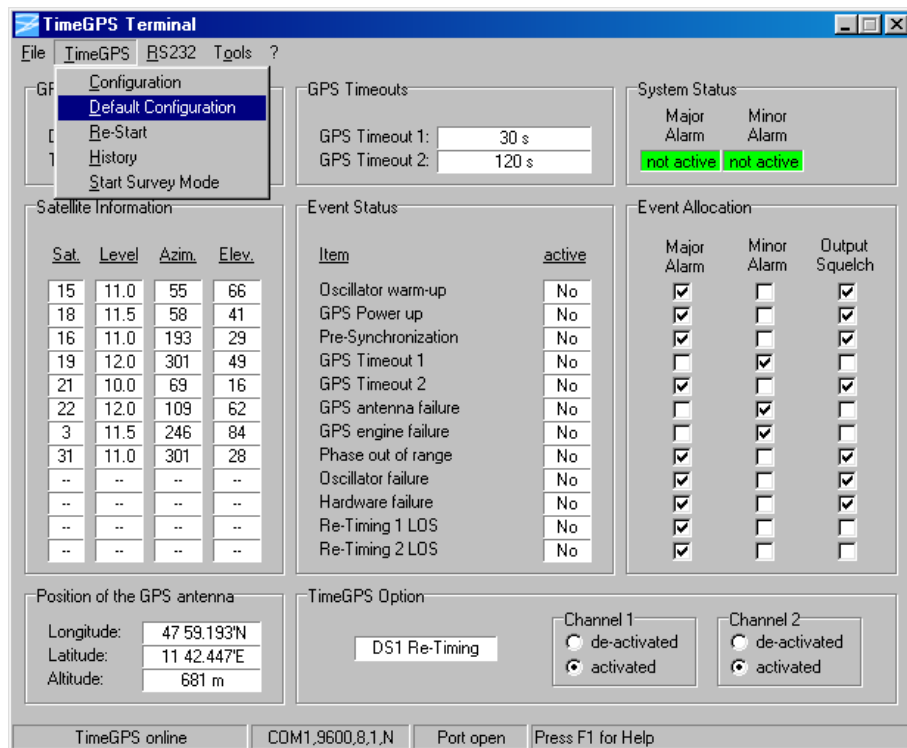 TimeGPS Terminal
File TimeGPS RS232 Tools ?
Configuration
Default Configuration
Re-Start
History
Start Survey Mode
GPS Timeouts
GPS Timeout 1: 30 s
GPS Timeout 2: 120 s
System Status
Major Alarm Minor Alarm
not active not active
Satellite Information
Sat. Level Azim. Elev.
15 11.0 55 66
18 11.5 58 41
16 11.0 193 29
19 12.0 301 49
21 10.0 69 16
22 12.0 109 62
3 11.5 246 84
31 11.0 301 28
-- -- -- --
-- -- -- --
-- -- -- --
-- -- -- --
Event Status
Item active
Oscillator warm-up No
GPS Power up No
Pre-Synchronization No
GPS Timeout 1 No
GPS Timeout 2 No
GPS antenna failure No
GPS engine failure No
Phase out of range No
Oscillator failure No
Hardware failure No
Re-Timing 1 LOS No
Re-Timing 2 LOS No
Event Allocation
Major Alarm Minor Alarm Output Squelch
Position of the GPS antenna
Longitude: 47 59.193'N
Latitude: 11 42.447'E
Altitude: 681 m
TimeGPS Option
DS1 Re-Timing
Channel 1
de-activated
activated
Channel 2
de-activated
activated
TimeGPS online COM1,9600,8,1,N Port open Press F1 for Help